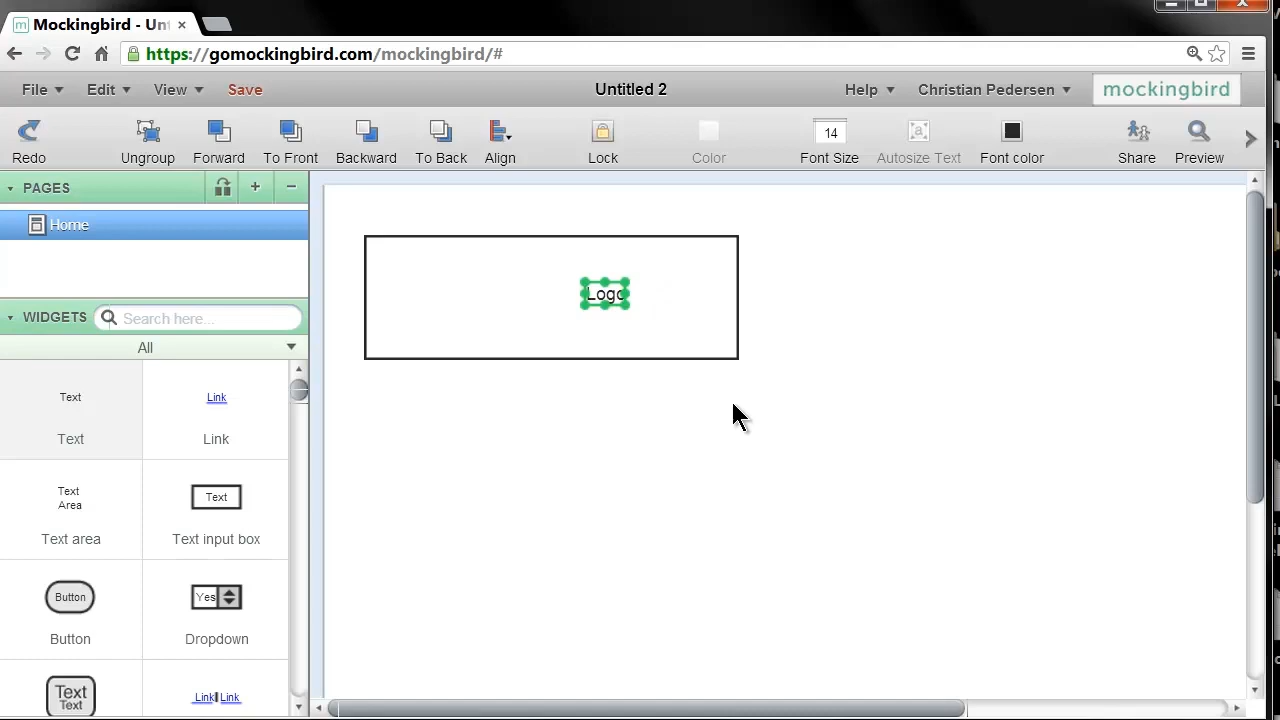 Mockingbird - Unt
https://gomockingbird.com/mockingbird/#
File Edit View Save Untitled 2 Help Christian Pedersen mockingbird
14
Redo Ungroup Forward To Front Backward To Back Align Lock Color Font Size Autosize Text Font color Share Preview
PAGES
Home
WIDGETS Search here...
All
Logo
Text Link
Text Link
Text
Area
Text
Text area Text input box
Button Yes
Button Dropdown
Text
Text
Link Link